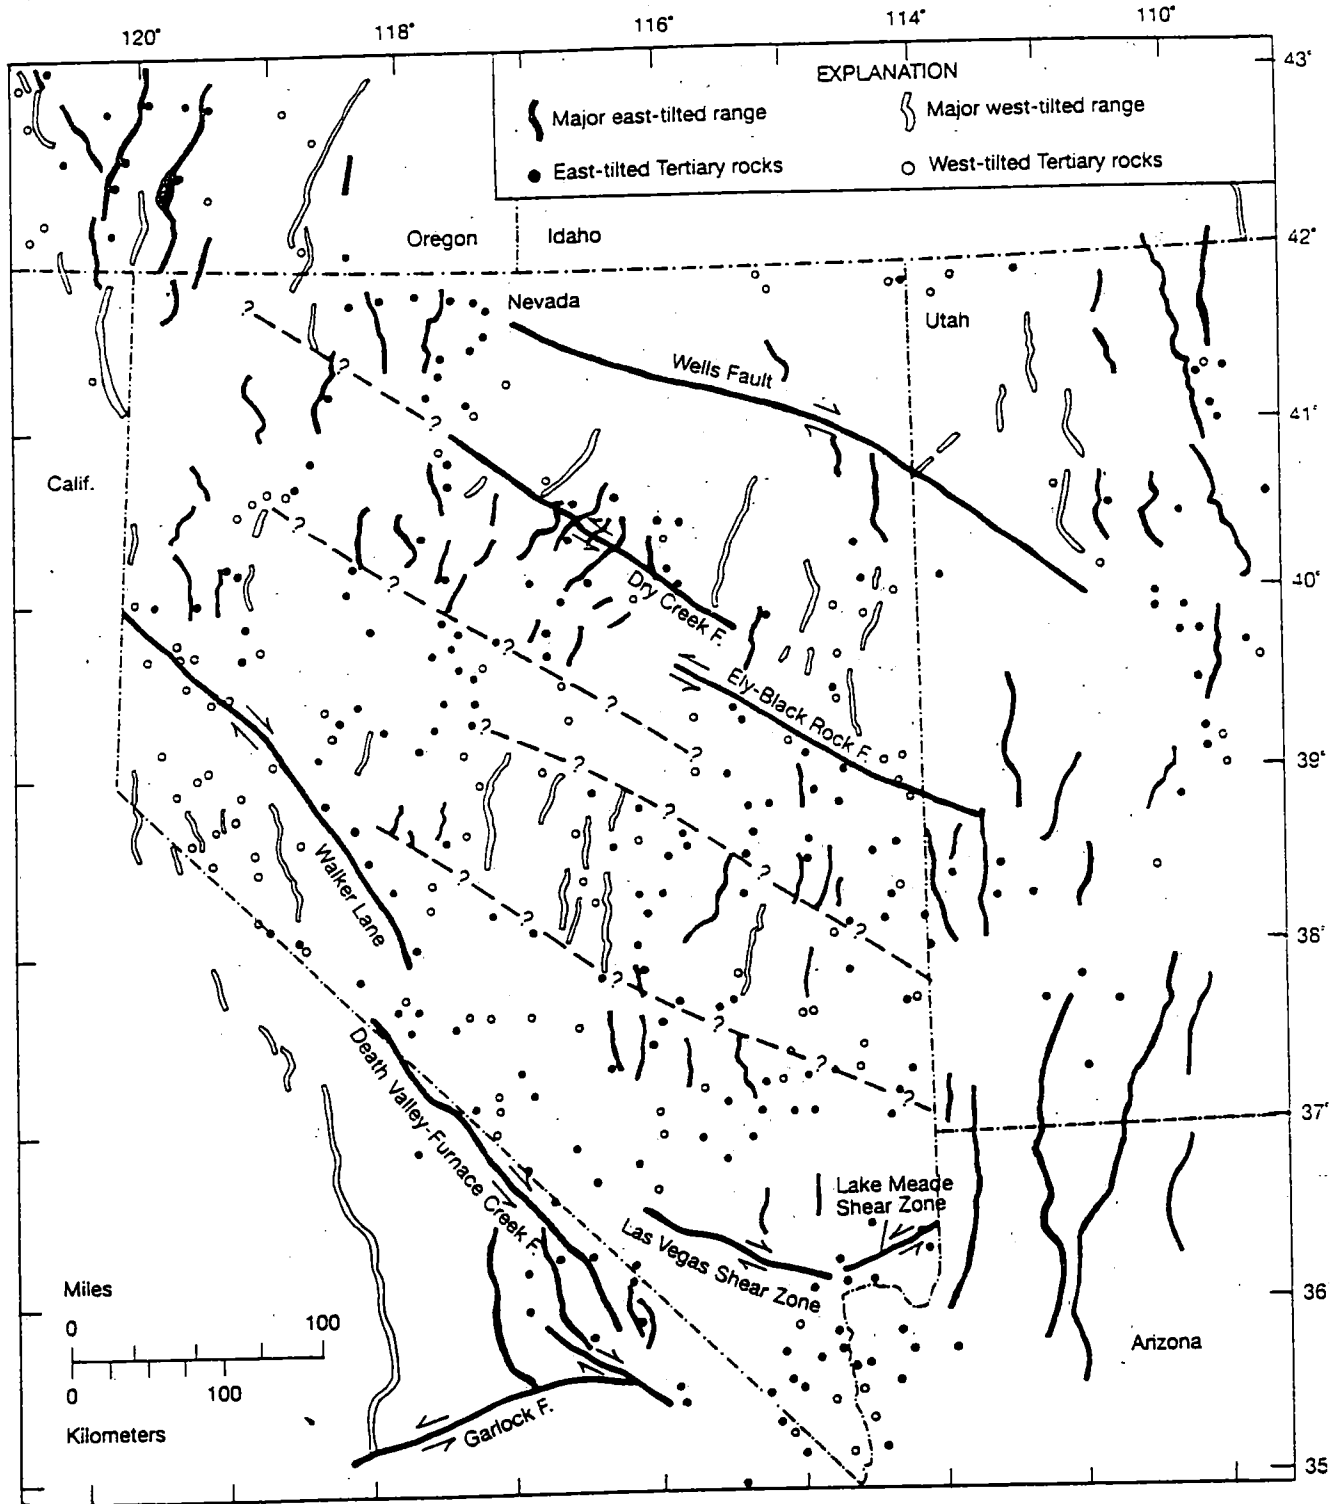 120° 118° 116° 114° 110°
43°
EXPLANATION
Major east-tilted range
Major west-tilted range
East-tilted Tertiary rocks
West-tilted Tertiary rocks
Oregon
Idaho
42°
Nevada
Utah
?
Wells Fault
?
?
41°
Calif.
?
Dry Creek F.
40°
?
?
Ely-Black Rock F.
?
?
?
?
39°
?
Walker Lane
?
?
?
?
38°
?
?
Death Valley-Furnace Creek F.
?
?
37°
Lake Meade
Shear Zone
Las Vegas Shear Zone
Miles
0 100
36°
Arizona
0 100
Kilometers
Garlock F.
35